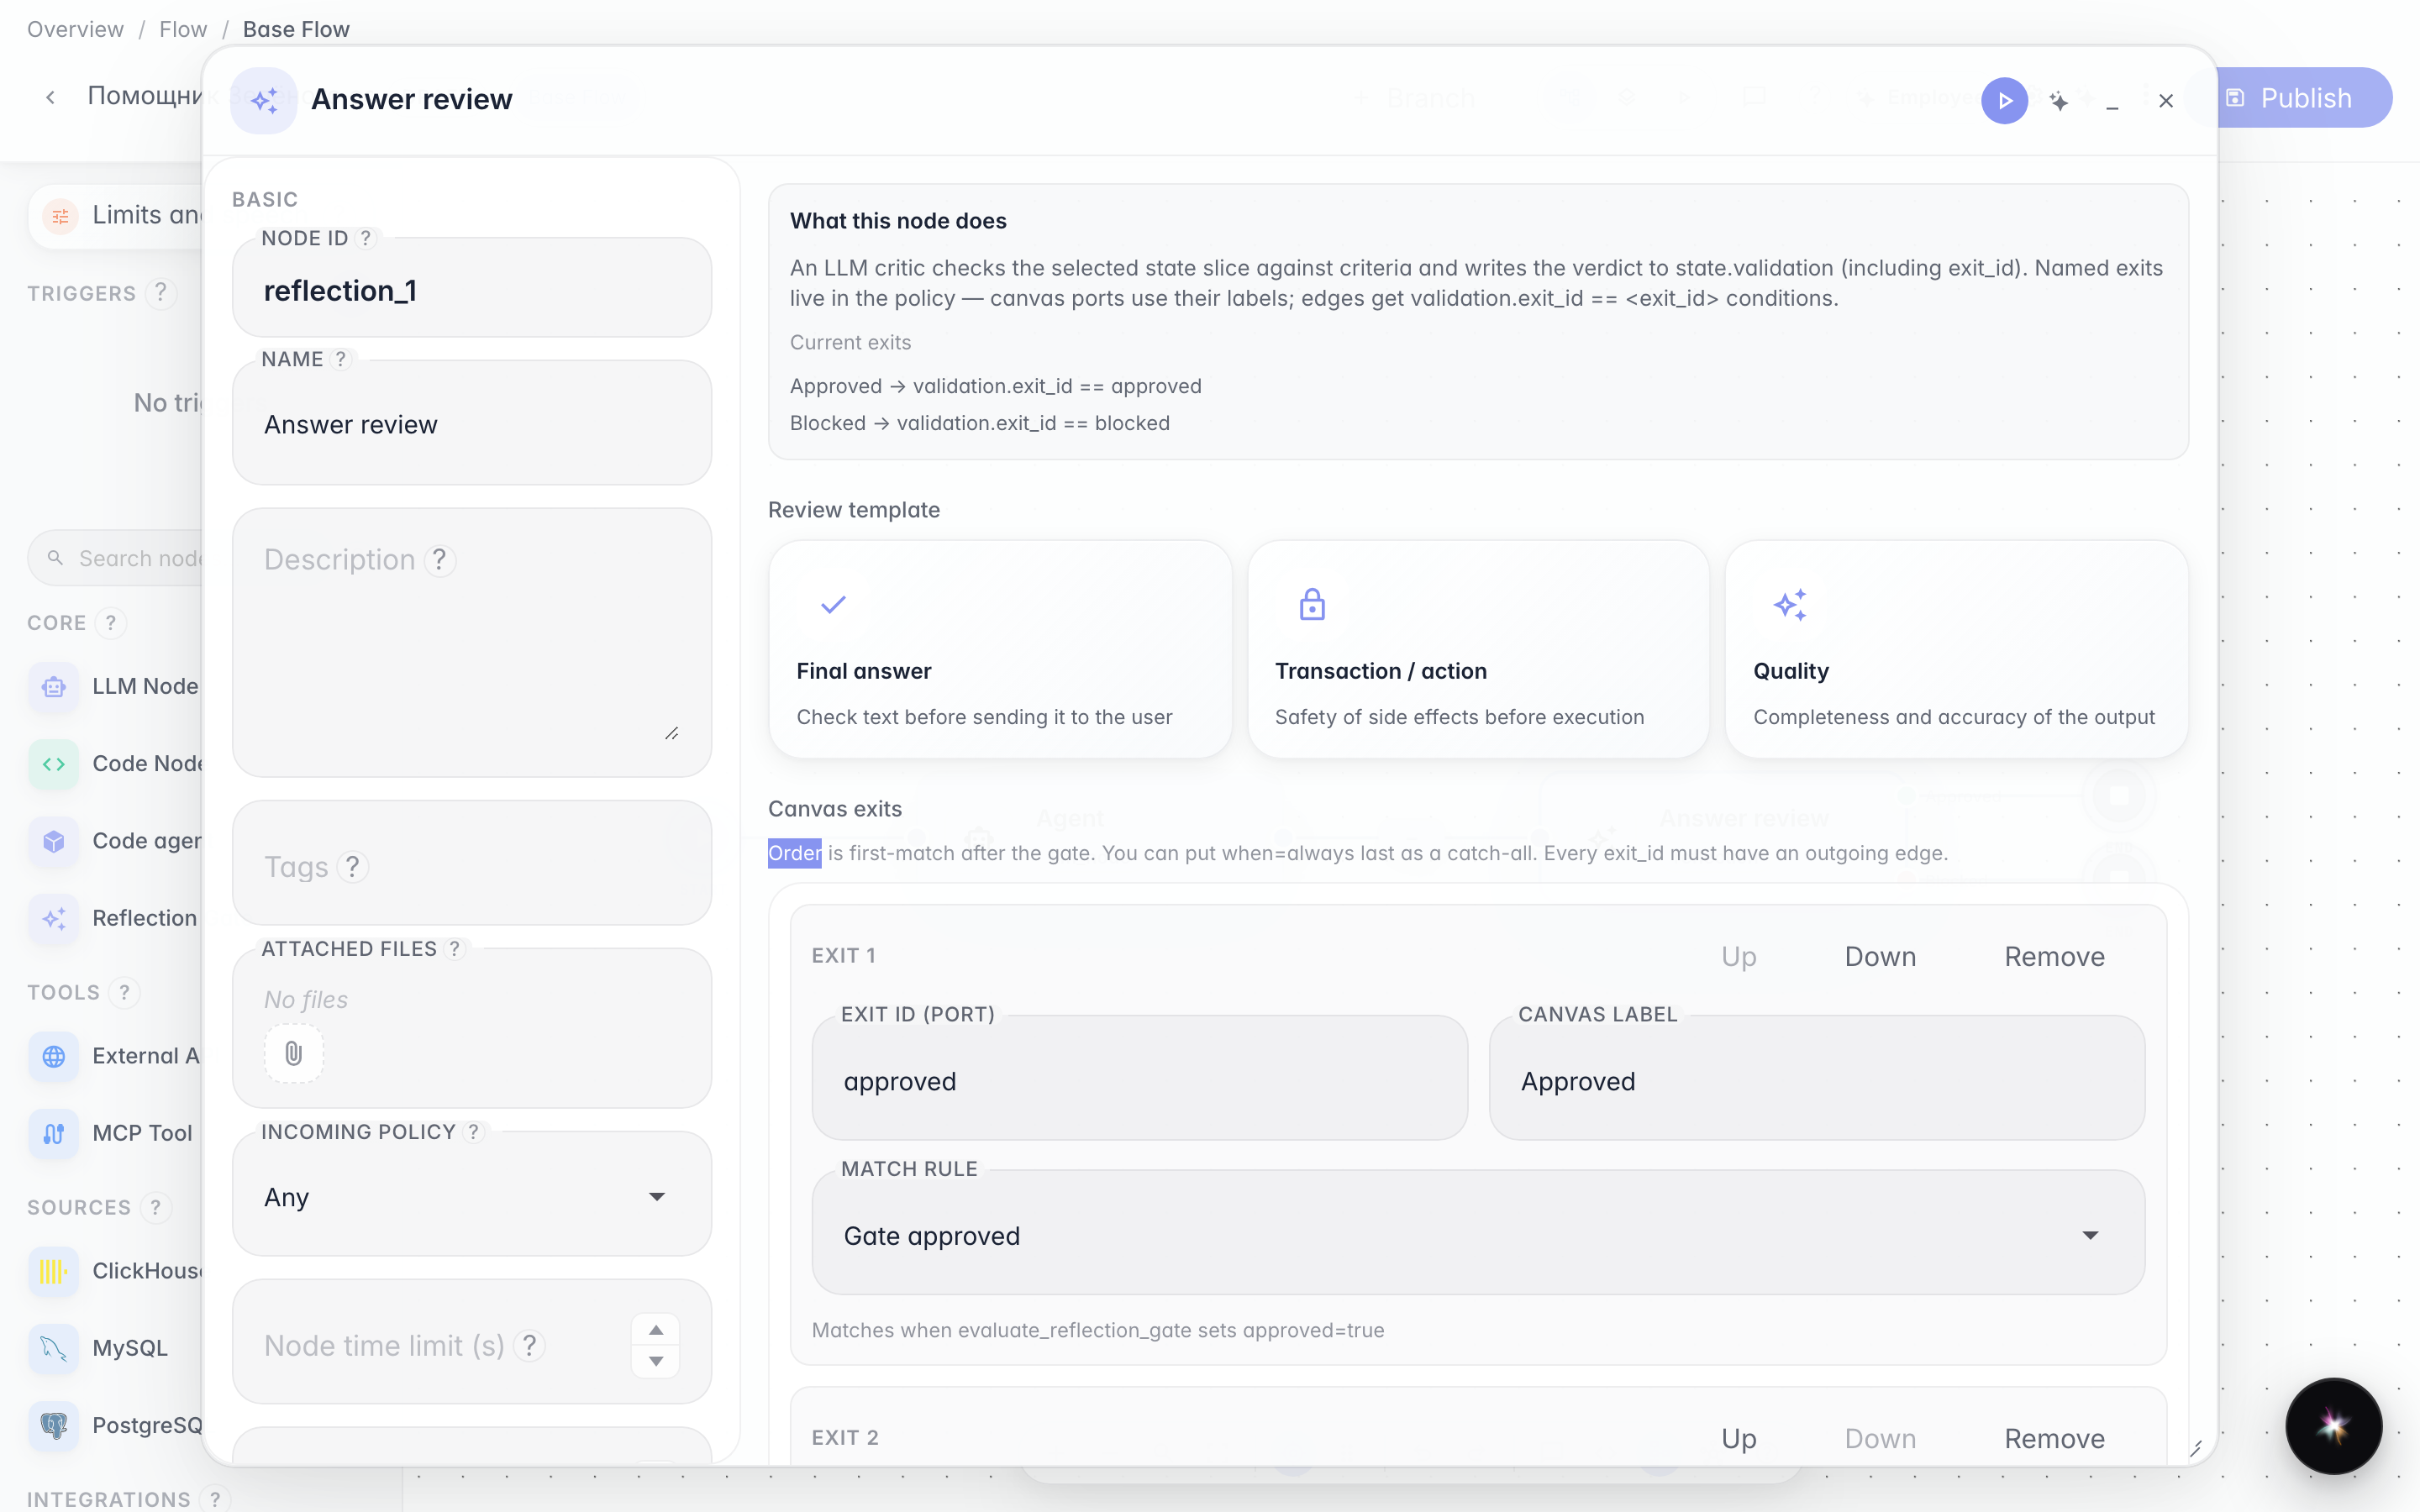 Overview / Flow / Base Flow
Помощник
Answer review
Branch
Publish
Limits an
TRIGGERS ?
No tri
Search node
CORE ?
LLM Node
Code Node
Code agen
Reflection
TOOLS ?
External A
MCP Tool
SOURCES ?
ClickHouse
MySQL
PostgreSQ
INTEGRATIONS ?
BASIC
NODE ID ?
reflection_1
NAME ?
Answer review
Description ?
Tags ?
ATTACHED FILES ?
No files
INCOMING POLICY ?
Any
Node time limit (s) ?
What this node does
An LLM critic checks the selected state slice against criteria and writes the verdict to state.validation (including exit_id). Named exits
live in the policy — canvas ports use their labels; edges get validation.exit_id == <exit_id> conditions.
Current exits
Approved → validation.exit_id == approved
Blocked → validation.exit_id == blocked
Review template
Final answer
Check text before sending it to the user
Transaction / action
Safety of side effects before execution
Quality
Completeness and accuracy of the output
Agent
Answer review
Canvas exits
Order is first-match after the gate. You can put when=always last as a catch-all. Every exit_id must have an outgoing edge.
EXIT 1
Up
Down
Remove
EXIT ID (PORT)
approved
CANVAS LABEL
Approved
MATCH RULE
Gate approved
Matches when evaluate_reflection_gate sets approved=true
EXIT 2
Up
Down
Remove